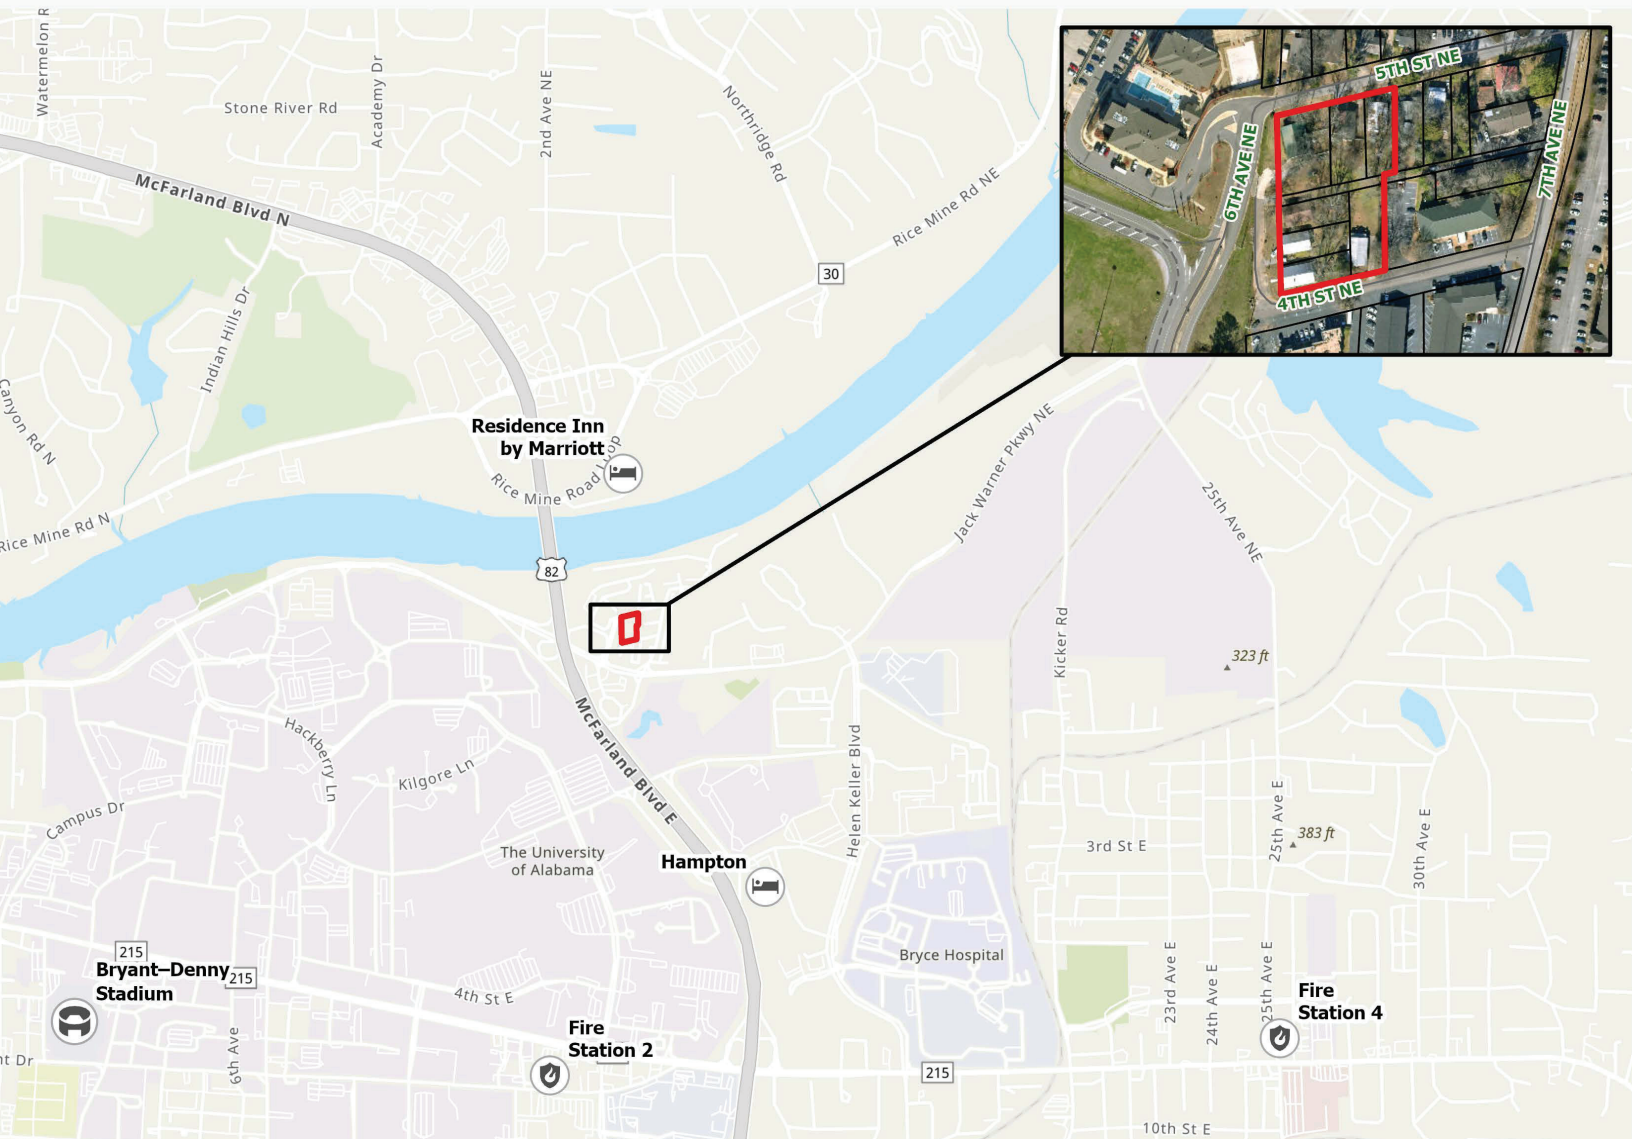 Watermelon R
Stone River Rd
Academy Dr
2nd Ave NE
Northridge Rd
McFarland Blvd N
Rice Mine Rd NE
30
5TH ST NE
6TH AVE NE
7TH AVE NE
4TH ST NE
Indian Hills Dr
Canyon Rd N
Residence Inn
by Marriott
Rice Mine Road Loop
Jack Warner Pkwy NE
25th Ave NE
Rice Mine Rd N
82
Kicker Rd
323 ft
McFarland Blvd E
Hackberry Ln
Kilgore Ln
Campus Dr
Helen Keller Blvd
25th Ave E
383 ft
30th Ave E
3rd St E
The University
of Alabama
Hampton
215
Bryant–Denny
Stadium
215
4th St E
Bryce Hospital
23rd Ave E
24th Ave E
25th Ave E
Fire
Station 4
Fire
Station 2
6th Ave
nt Dr
215
10th St E